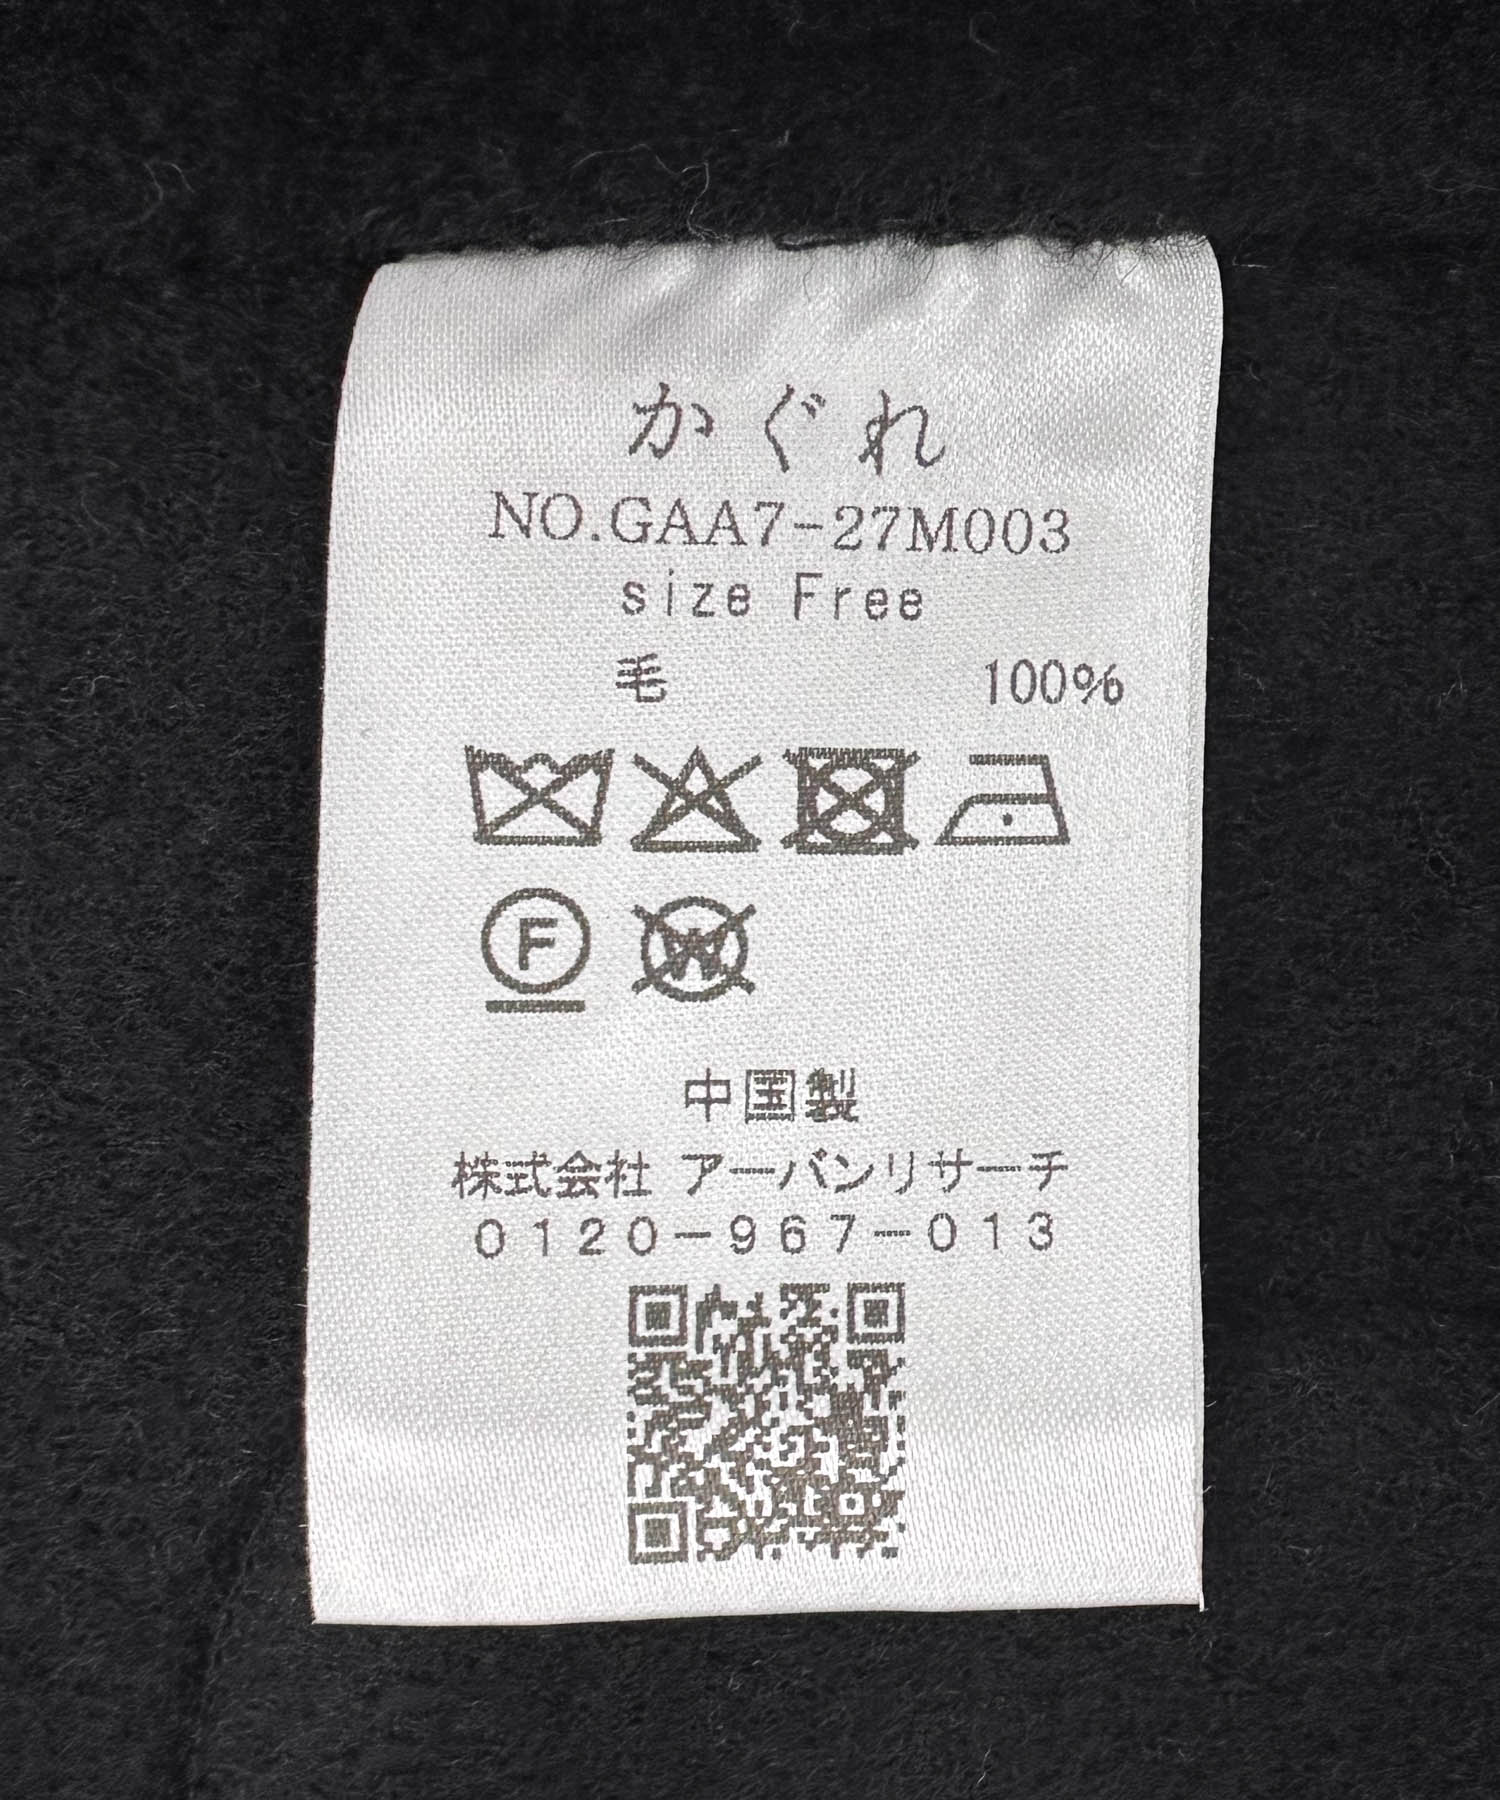 かぐれ
NO.GAA7-27M003
size Free
毛 100%
F W
中国製
株式会社 アーバンリサーチ
0120-967-013